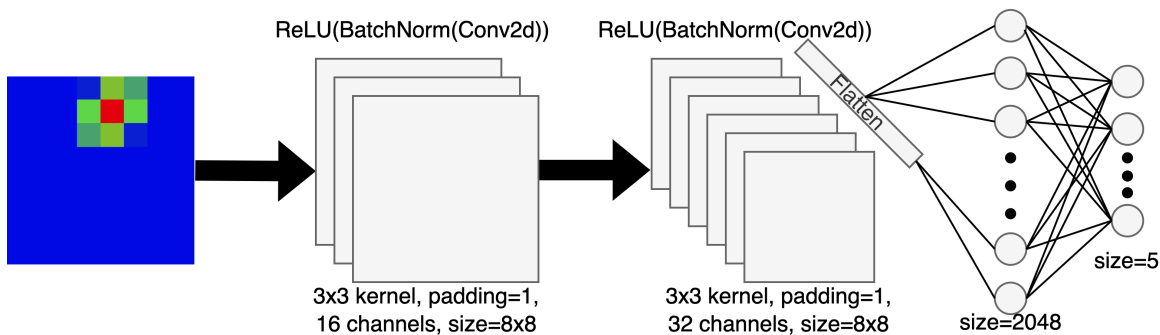 ReLU(BatchNorm(Conv2d))
3x3 kernel, padding=1,
16 channels, size=8x8
ReLU(BatchNorm(Conv2d))
3x3 kernel, padding=1,
32 channels, size=8x8
Flatten
size=2048
size=5